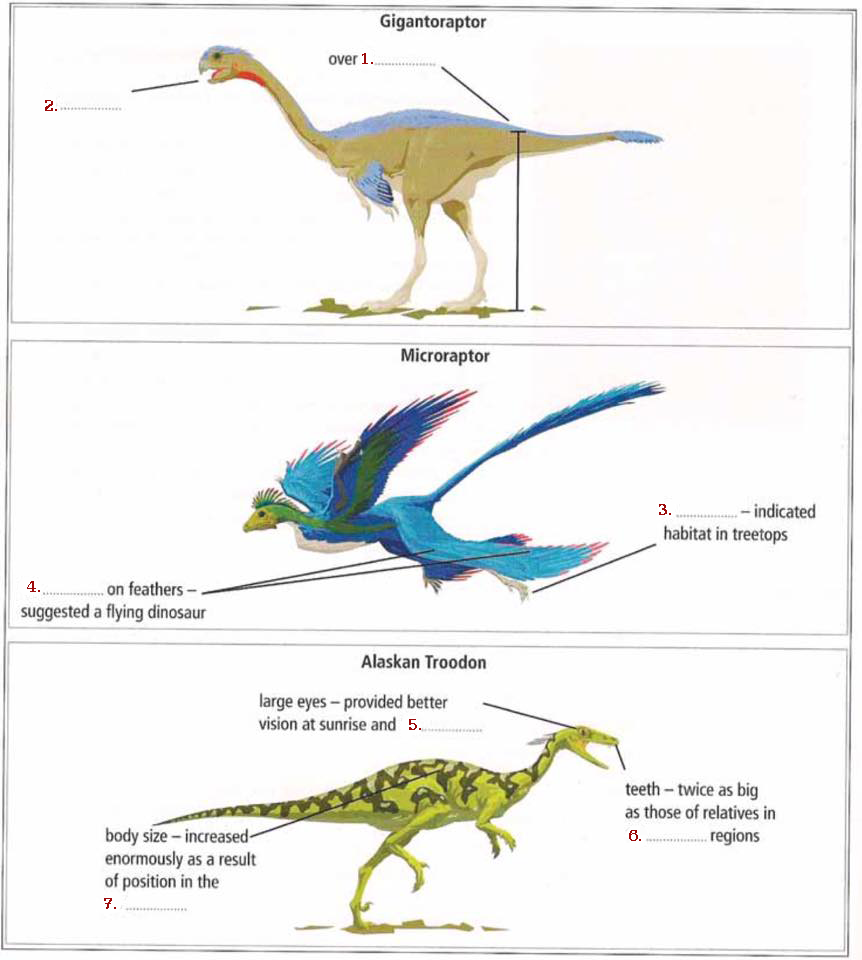 Gigantoraptor
over 1. ....................
2. ....................
Microraptor
3. .................... – indicated
habitat in treetops
4. .................... on feathers –
suggested a flying dinosaur
Alaskan Troodon
large eyes – provided better
vision at sunrise and 5. ....................
teeth – twice as big
as those of relatives in
6. .................... regions
body size – increased
enormously as a result
of position in the
7. ....................